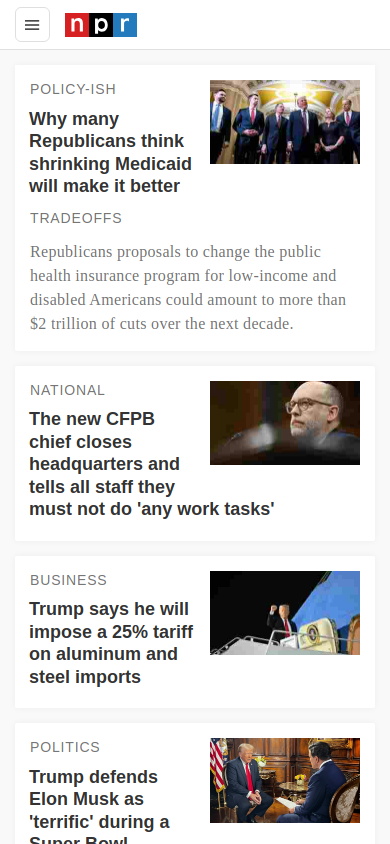 npr
POLICY-ISH
Why many
Republicans think
shrinking Medicaid
will make it better
TRADEOFFS
Republicans proposals to change the public
health insurance program for low-income and
disabled Americans could amount to more than
$2 trillion of cuts over the next decade.
NATIONAL
The new CFPB
chief closes
headquarters and
tells all staff they
must not do 'any work tasks'
BUSINESS
Trump says he will
impose a 25% tariff
on aluminum and
steel imports
POLITICS
Trump defends
Elon Musk as
'terrific' during a
Super Bowl